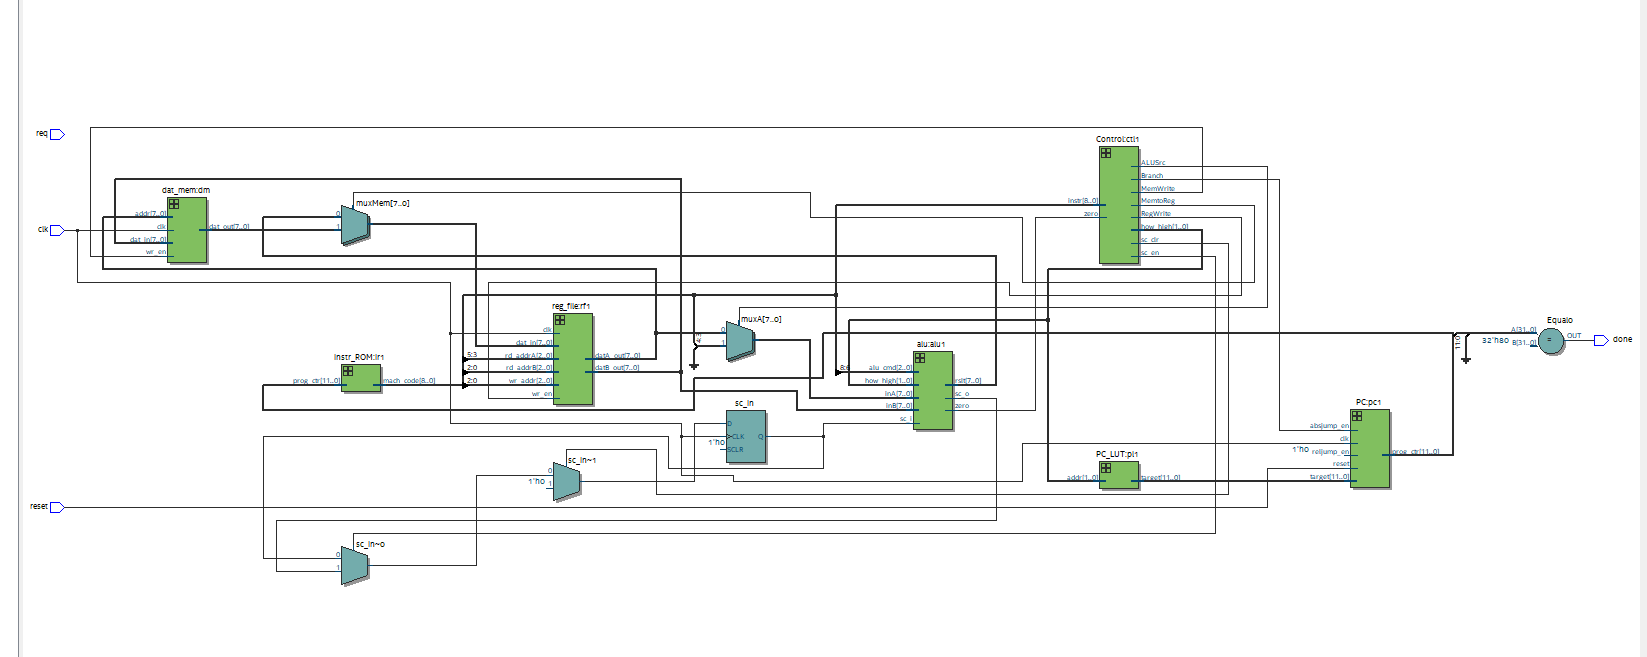 req
clk
reset
dat_mem:dm
addr[7..0]
clk
dat_in[7..0]
wr_en
dat_out[7..0]
muxMem[7..0]
0
1
Instr_ROM:ir1
prog_ctr[11..0]
mach_code[8..0]
5:3
2:0
2:0
reg_file:rf1
clk
dat_in[7..0]
rd_addrA[2..0]
rd_addrB[2..0]
wr_addr[2..0]
wr_en
datA_out[7..0]
datB_out[7..0]
muxA[7..0]
0
1
sc_in
D
>CLK
1'h0
SCLR
Q
sc_in~1
0
1'h0
1
sc_in~0
0
1
alu:alu1
alu_cmd[2..0]
how_high[1..0]
inA[7..0]
inB[7..0]
sc_i
rslt[7..0]
sc_o
zero
Control:ctl1
instr[8..0]
zero
ALUSrc
Branch
MemWrite
MemtoReg
RegWrite
how_high[1..0]
sc_clr
sc_en
PC_LUT:pl1
addr[1..0]
target[11..0]
PC:pc1
absjump_en
clk
1'h0
reljump_en
reset
target[11..0]
prog_ctr[11..0]
11:0
Equal0
A[31..0]
32'h80
B[31..0]
=
OUT
done